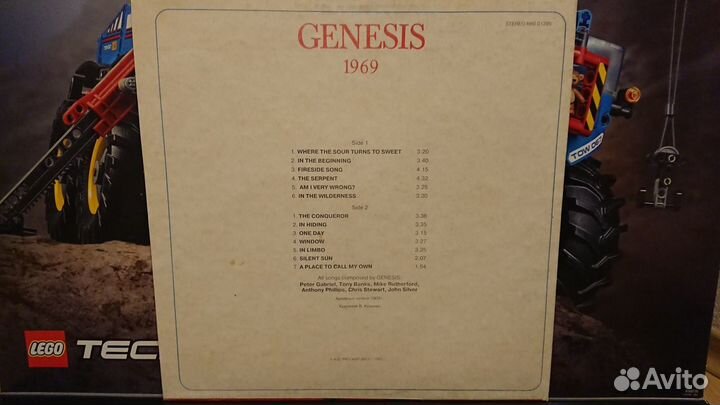 GENESIS
1969
STEREO
Side 1
1. WHERE THE SOUR TURNS TO SWEET 3:20
2. IN THE BEGINNING 3:40
3. FIRESIDE SONG 4:15
4. THE SERPENT 4:32
5. AM I VERY WRONG? 3:25
6. IN THE WILDERNESS 3:20
Side 2
1. THE CONQUEROR 3:38
2. IN HIDING 3:35
3. ONE DAY 3:15
4. WINDOW 3:27
5. IN LIMBO 3:25
6. SILENT SUN 2:07
7. A PLACE TO CALL MY OWN 1:54
All songs composed by GENESIS:
Peter Gabriel, Tony Banks, Mike Rutherford,
Anthony Phillips, Chris Stewart, John Silver
TOW
LEGO TEC
Avito